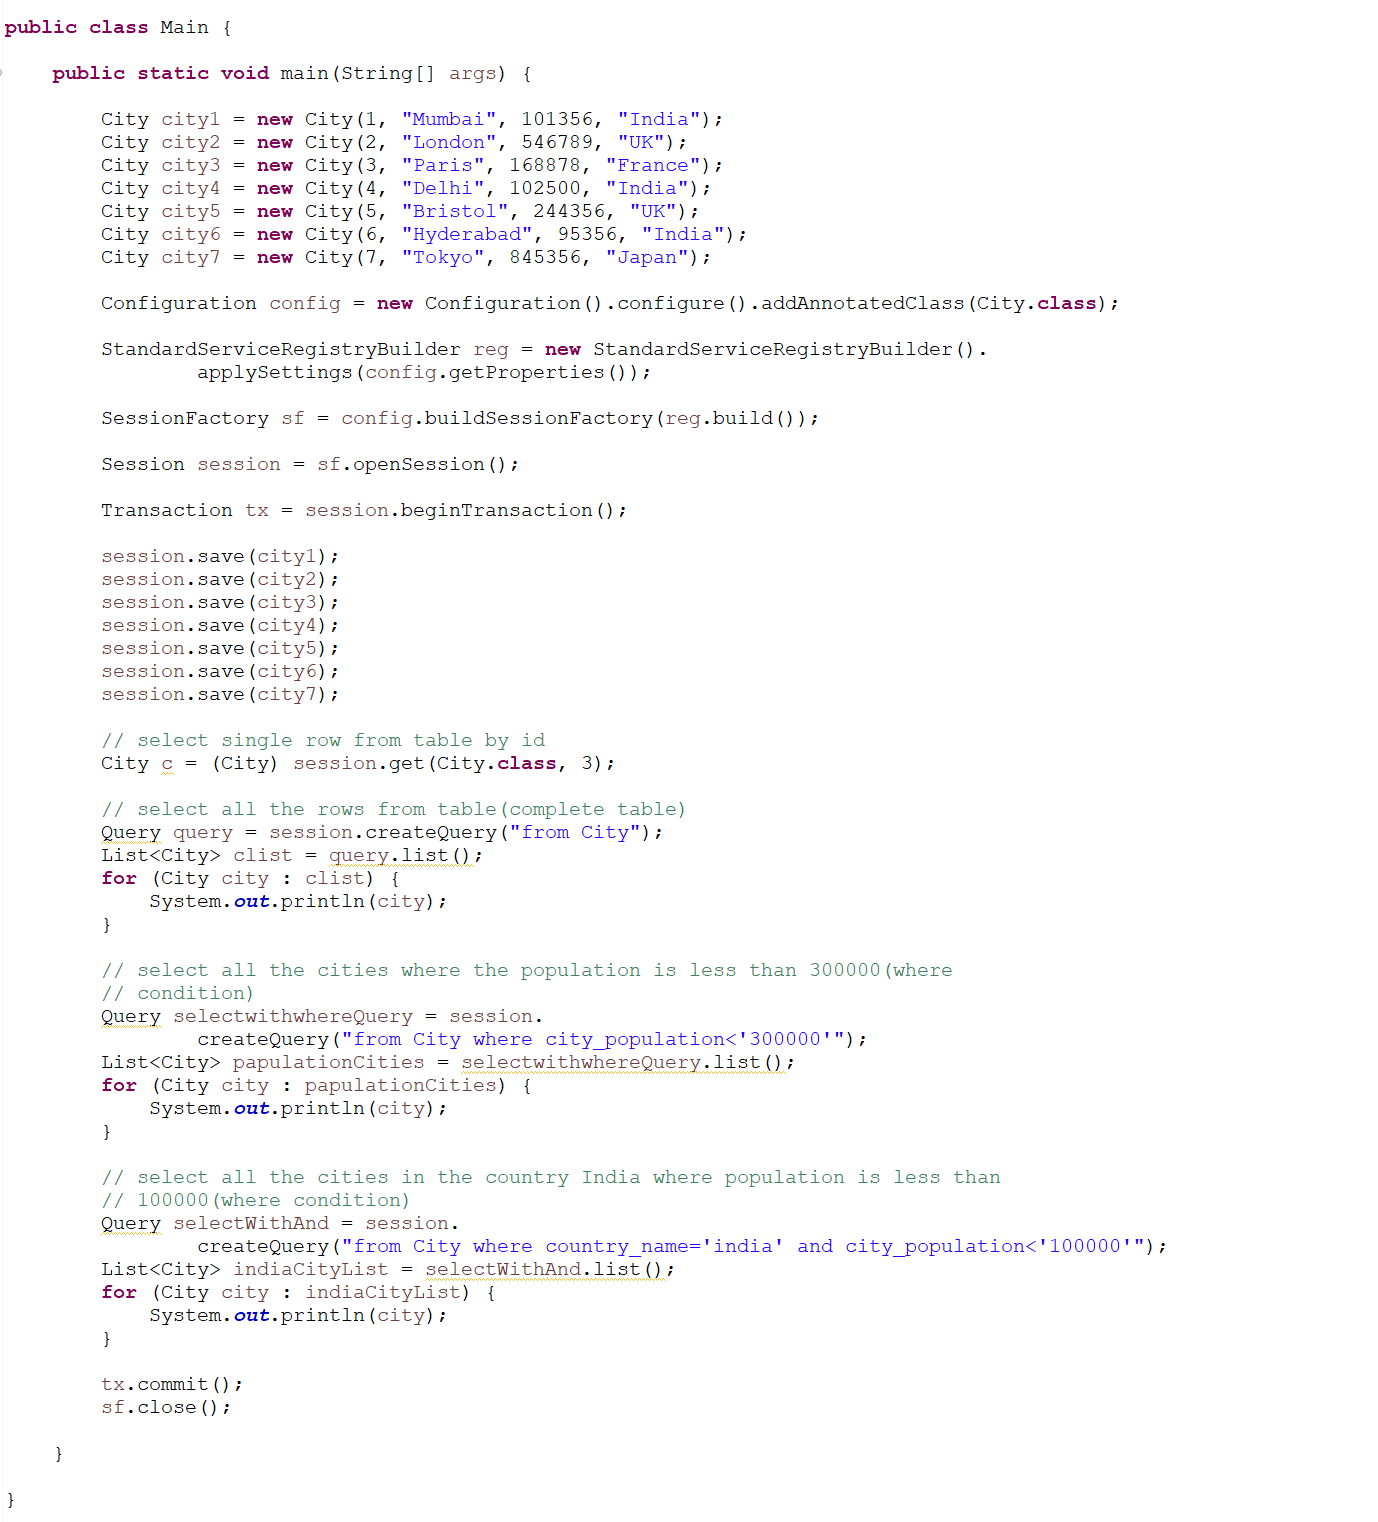 public class Main {
public static void main(String[] args) {
City city1 = new City(1, "Mumbai", 101356, "India");
City city2 = new City(2, "London", 546789, "UK");
City city3 = new City(3, "Paris", 168878, "France");
City city4 = new City(4, "Delhi", 102500, "India");
City city5 = new City(5, "Bristol", 244356, "UK");
City city6 = new City(6, "Hyderabad", 95356, "India");
City city7 = new City(7, "Tokyo", 845356, "Japan");
Configuration config = new Configuration().configure().addAnnotatedClass(City.class);
StandardServiceRegistryBuilder reg = new StandardServiceRegistryBuilder().
applySettings(config.getProperties());
SessionFactory sf = config.buildSessionFactory(reg.build());
Session session = sf.openSession();
Transaction tx = session.beginTransaction();
session.save(city1);
session.save(city2);
session.save(city3);
session.save(city4);
session.save(city5);
session.save(city6);
session.save(city7);
// select single row from table by id
City c = (City) session.get(City.class, 3);
// select all the rows from table(complete table)
Query query = session.createQuery("from City");
List<City> clist = query.list();
for (City city : clist) {
System.out.println(city);
}
// select all the cities where the population is less than 300000(where
// condition)
Query selectwithwhereQuery = session.
createQuery("from City where city_population<'300000'");
List<City> papulationCities = selectwithwhereQuery.list();
for (City city : papulationCities) {
System.out.println(city);
}
// select all the cities in the country India where population is less than
// 100000(where condition)
Query selectWithAnd = session.
createQuery("from City where country_name='india' and city_population<'100000'");
List<City> indiaCityList = selectWithAnd.list();
for (City city : indiaCityList) {
System.out.println(city);
}
tx.commit();
sf.close();
}
}